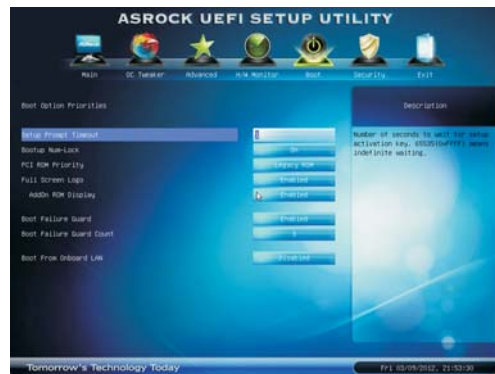 ASROCK UEFI SETUP UTILITY
Main OC Tweaker Advanced H/W Monitor Boot Security Exit
Boot Option Priorities
Description
Setup Prompt Timeout
Number of seconds to wait for setup
activation key. 65535(0xFFFF) means
indefinite waiting.
Bootup Num-Lock On
PCI ROM Priority Legacy ROM
Full Screen Logo Enabled
AddOn ROM Display Enabled
Boot Failure Guard Enabled
Boot Failure Guard Count 3
Boot From Onboard LAN Disabled
Tomorrow's Technology Today
Fri 03/09/2012, 21:53:30